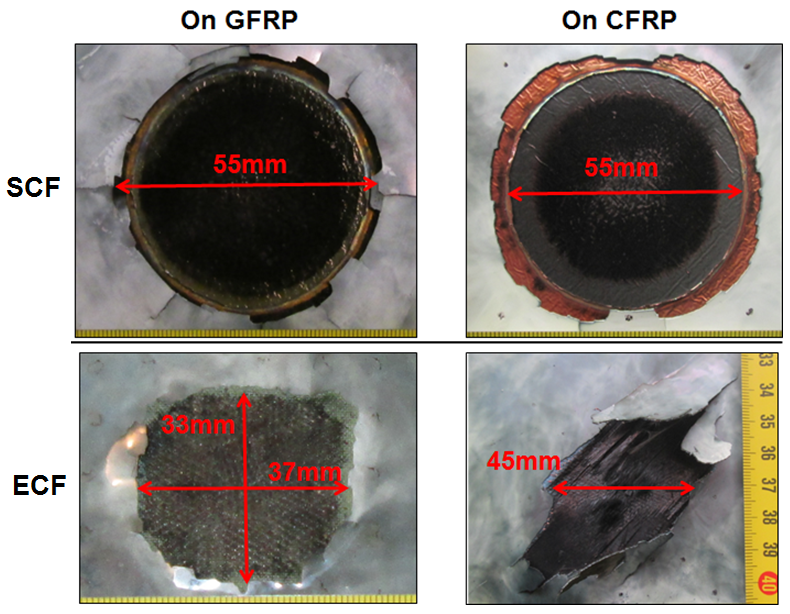 On GFRP
On CFRP
SCF
55mm
55mm
ECF
33mm
37mm
45mm
33
34
35
36
37
38
39
40